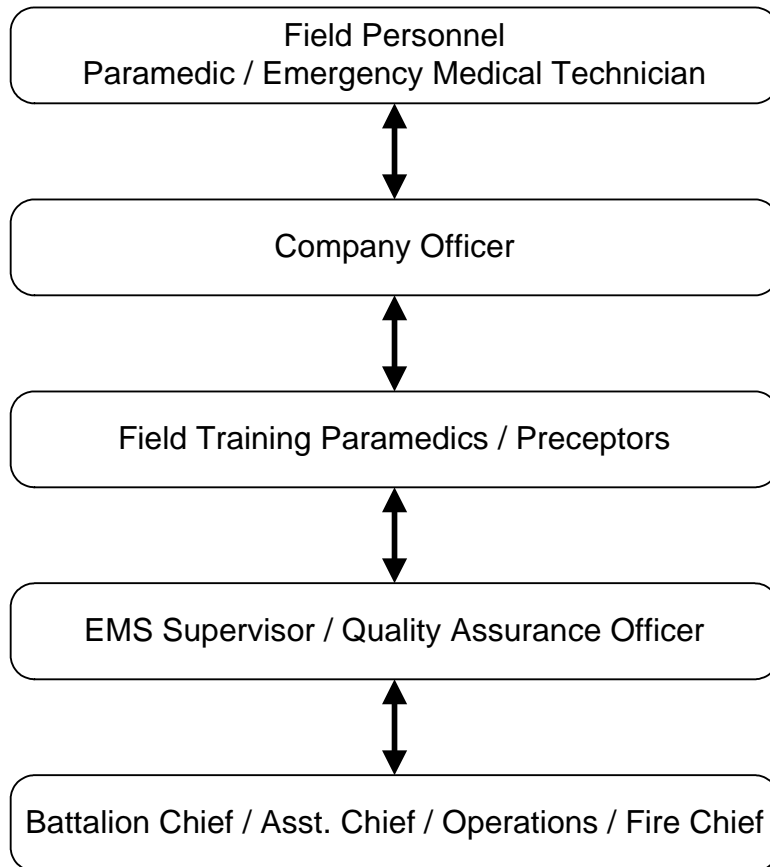 Field Personnel
Paramedic / Emergency Medical Technician
Company Officer
Field Training Paramedics / Preceptors
EMS Supervisor / Quality Assurance Officer
Battalion Chief / Asst. Chief / Operations / Fire Chief